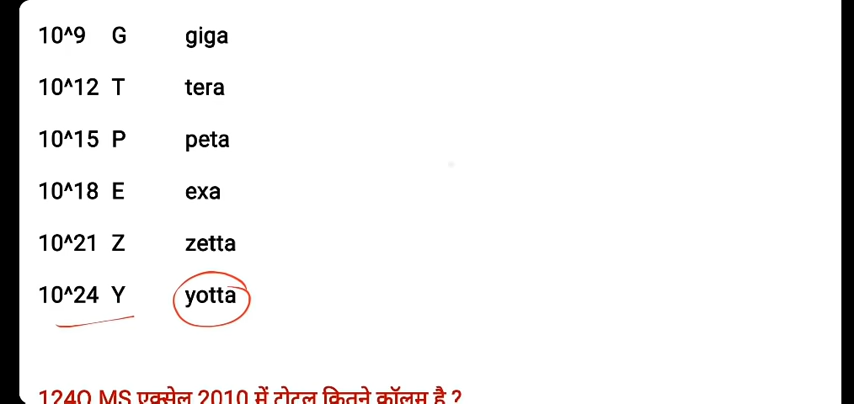 10^9 G giga
10^12 T tera
10^15 P peta
10^18 E exa
10^21 Z zetta
10^24 Y yotta
124Q MS एक्सेल 2010 में टोटल कितने कॉलम है ?